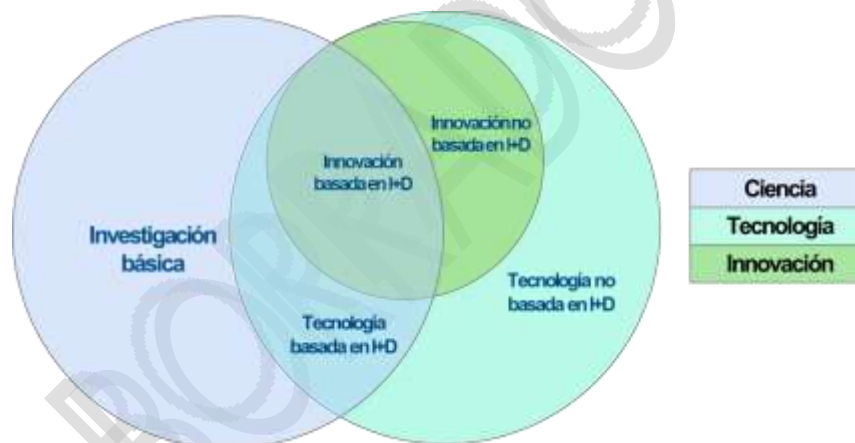 Innovación no
basada en I+D
Innovación
basada en I+D
Investigación
básica
Tecnología no
basada en I+D
Tecnología
basada en I+D
Ciencia
Tecnología
Innovación
BORRADO